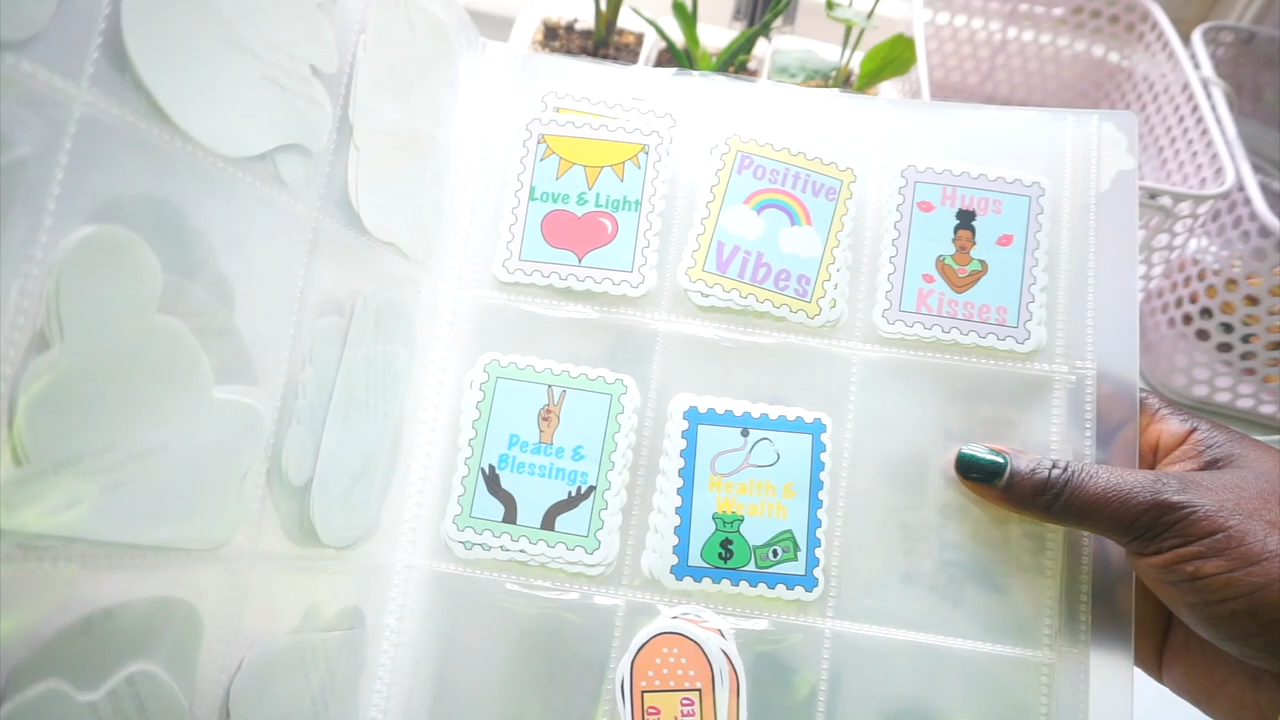 Love & Light
Positive
Vibes
Hugs
Kisses
Peace &
Blessings
Health &
Wealth
$